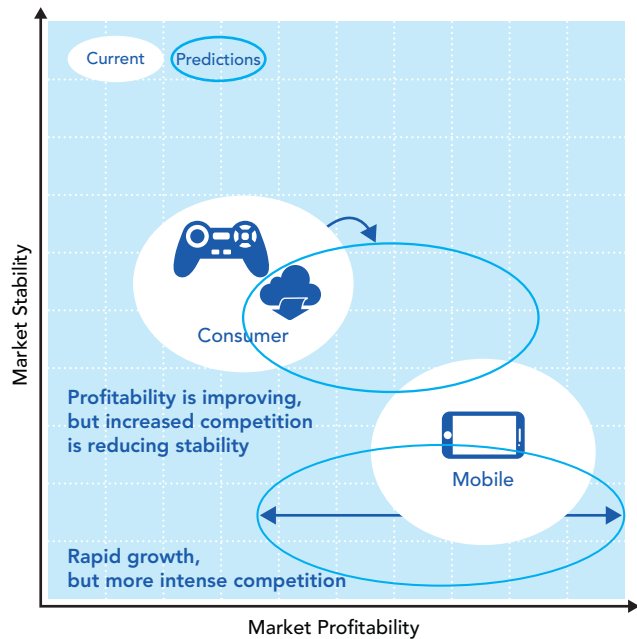 Current
Predictions
Market Stability
Consumer
Profitability is improving,
but increased competition
is reducing stability
Mobile
Rapid growth,
but more intense competition
Market Profitability